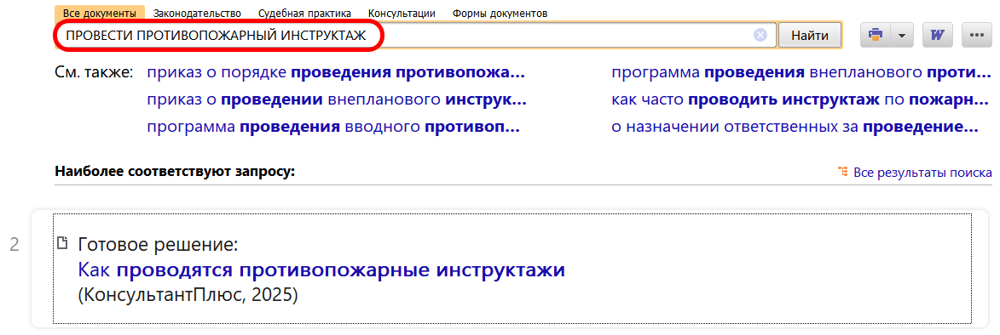 Все документы Законодательство Судебная практика Консультации Формы документов
ПРОВЕСТИ ПРОТИВОПОЖАРНЫЙ ИНСТРУКТАЖ Найти W
См. также: приказ о порядке проведения противопожа... программа проведения внепланового проти...
приказ о проведении внепланового инструк... как часто проводить инструктаж по пожарн...
программа проведения вводного противоп... о назначении ответственных за проведение...
Наиболее соответствуют запросу: Все результаты поиска
2 Готовое решение:
Как проводятся противопожарные инструктажи
(КонсультантПлюс, 2025)